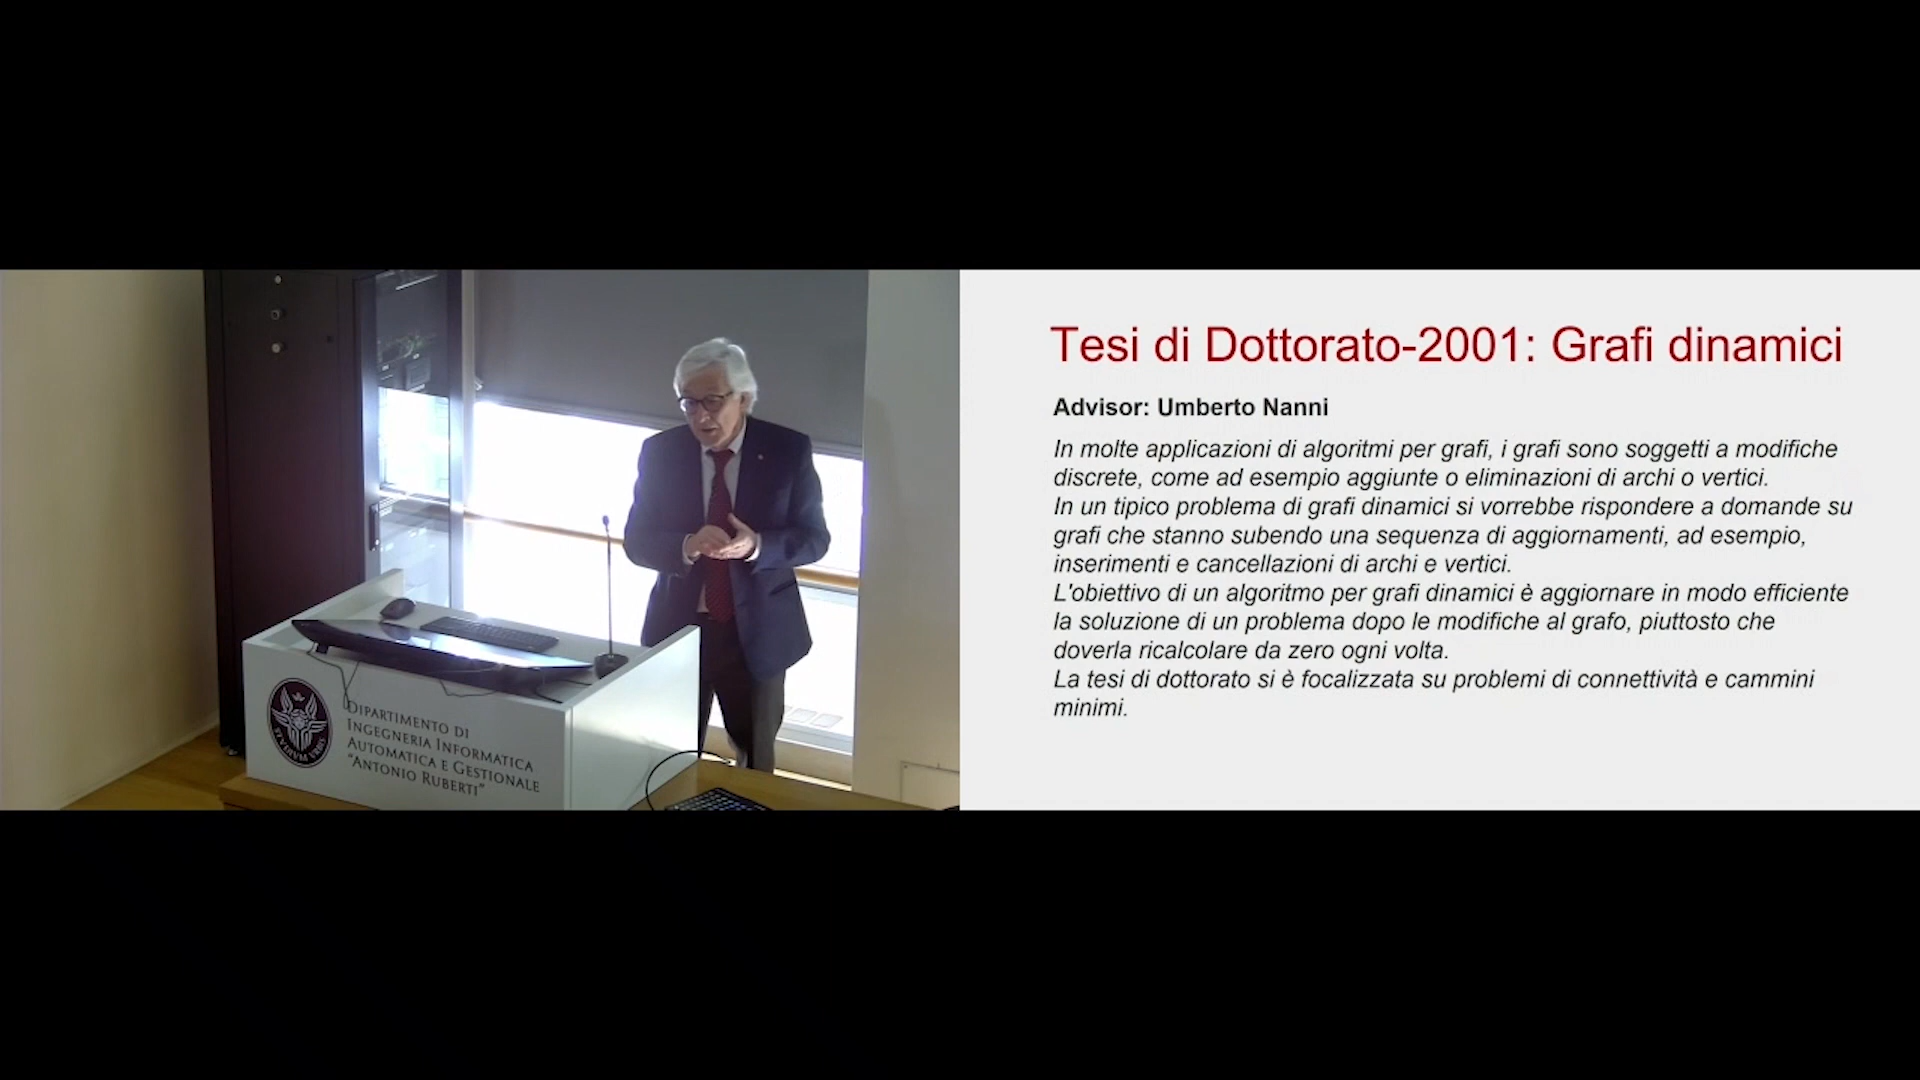 Tesi di Dottorato-2001: Grafi dinamici
Advisor: Umberto Nanni
In molte applicazioni di algoritmi per grafi, i grafi sono soggetti a modifiche
discrete, come ad esempio aggiunte o eliminazioni di archi o vertici.
In un tipico problema di grafi dinamici si vorrebbe rispondere a domande su
grafi che stanno subendo una sequenza di aggiornamenti, ad esempio,
inserimenti e cancellazioni di archi e vertici.
L'obiettivo di un algoritmo per grafi dinamici è aggiornare in modo efficiente
la soluzione di un problema dopo le modifiche al grafo, piuttosto che
doverla ricalcolare da zero ogni volta.
La tesi di dottorato si è focalizzata su problemi di connettività e cammini
minimi.
DIPARTIMENTO DI
INGEGNERIA INFORMATICA
AUTOMATICA E GESTIONALE
"ANTONIO RUBERTI"
STVDIVM VRBIS